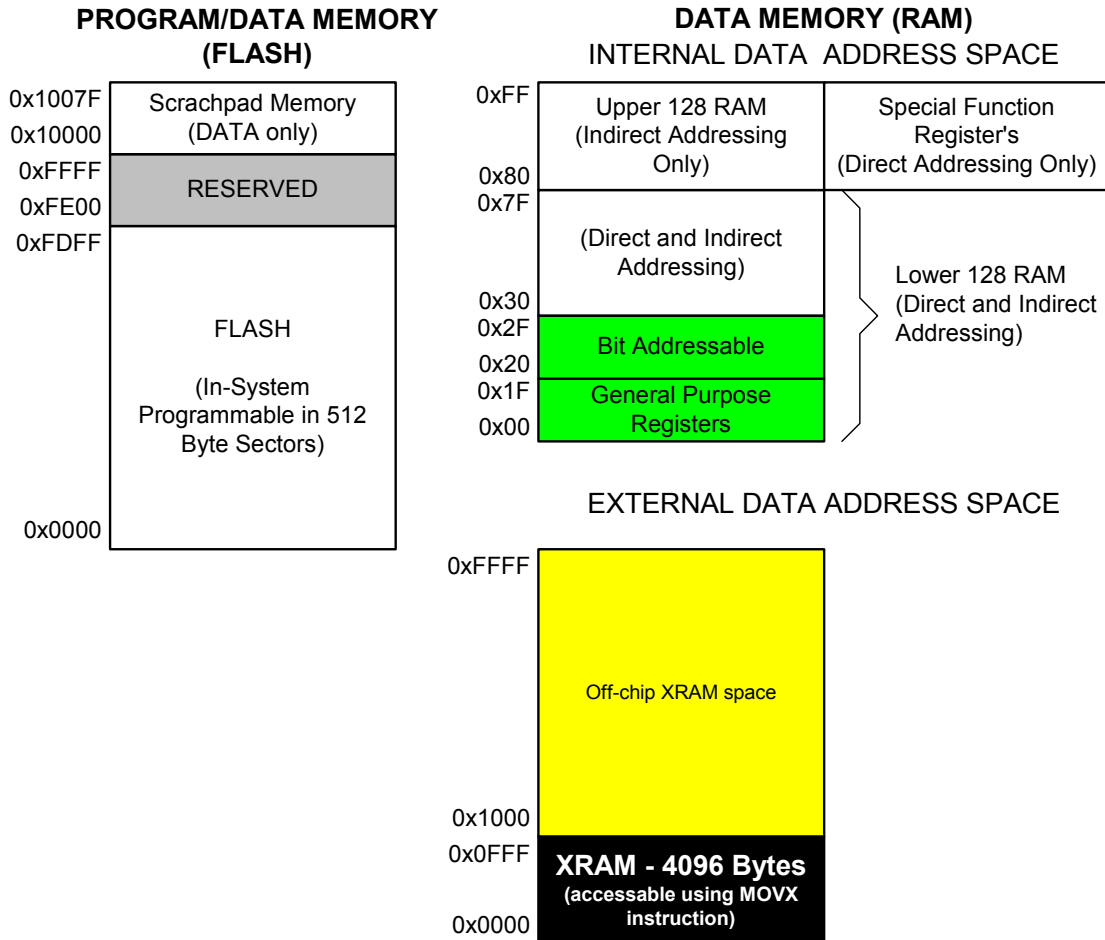 PROGRAM/DATA MEMORY
(FLASH)
0x1007F
Scrachpad Memory
0x10000
(DATA only)
0xFFFF
RESERVED
0xFE00
0xFDFF
FLASH
(In-System
Programmable in 512
Byte Sectors)
0x0000
DATA MEMORY (RAM)
INTERNAL DATA ADDRESS SPACE
0xFF
Upper 128 RAM
(Indirect Addressing
Only)
0x80
Special Function
Register's
(Direct Addressing Only)
0x7F
(Direct and Indirect
Addressing)
0x30
Lower 128 RAM
(Direct and Indirect
Addressing)
0x2F
Bit Addressable
0x20
0x1F
General Purpose
Registers
0x00
EXTERNAL DATA ADDRESS SPACE
0xFFFF
Off-chip XRAM space
0x1000
0x0FFF
XRAM - 4096 Bytes
(accessable using MOVX
instruction)
0x0000